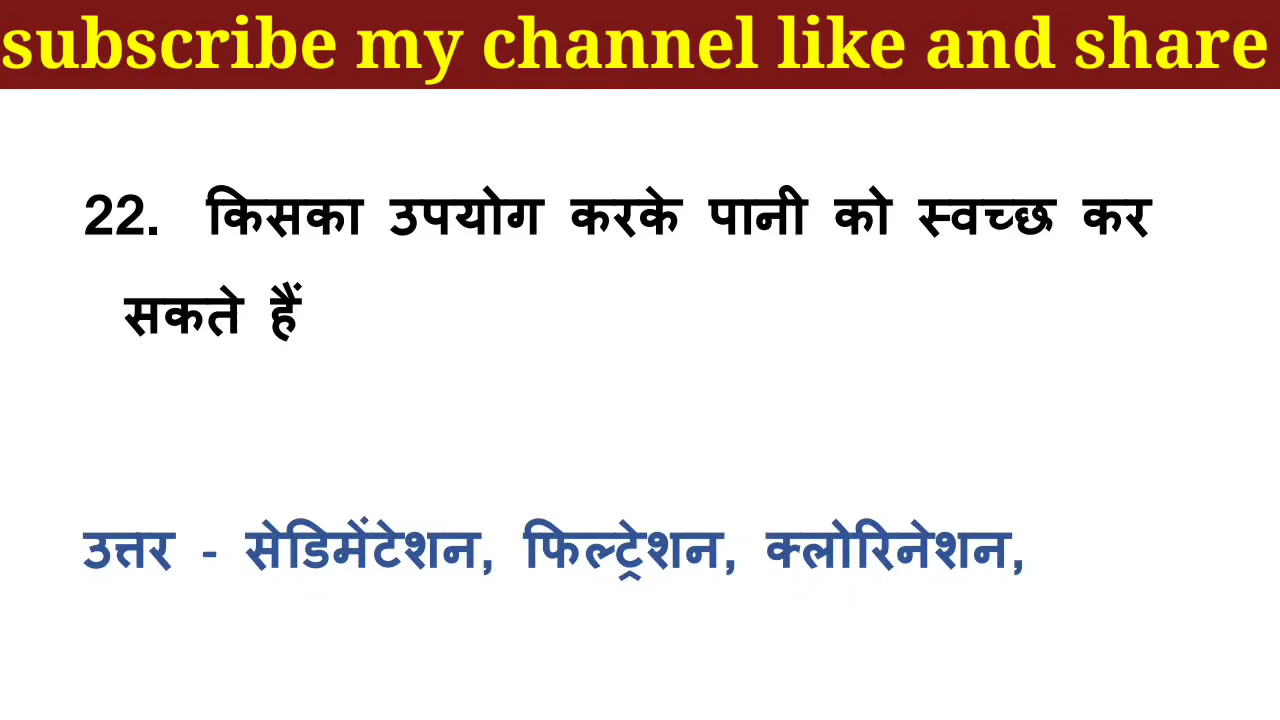 subscribe my channel like and share
22. किसका उपयोग करके पानी को स्वच्छ कर
सकते हैं
उत्तर - सेडिमेंटेशन, फिल्ट्रेशन, क्लोरिनेशन,